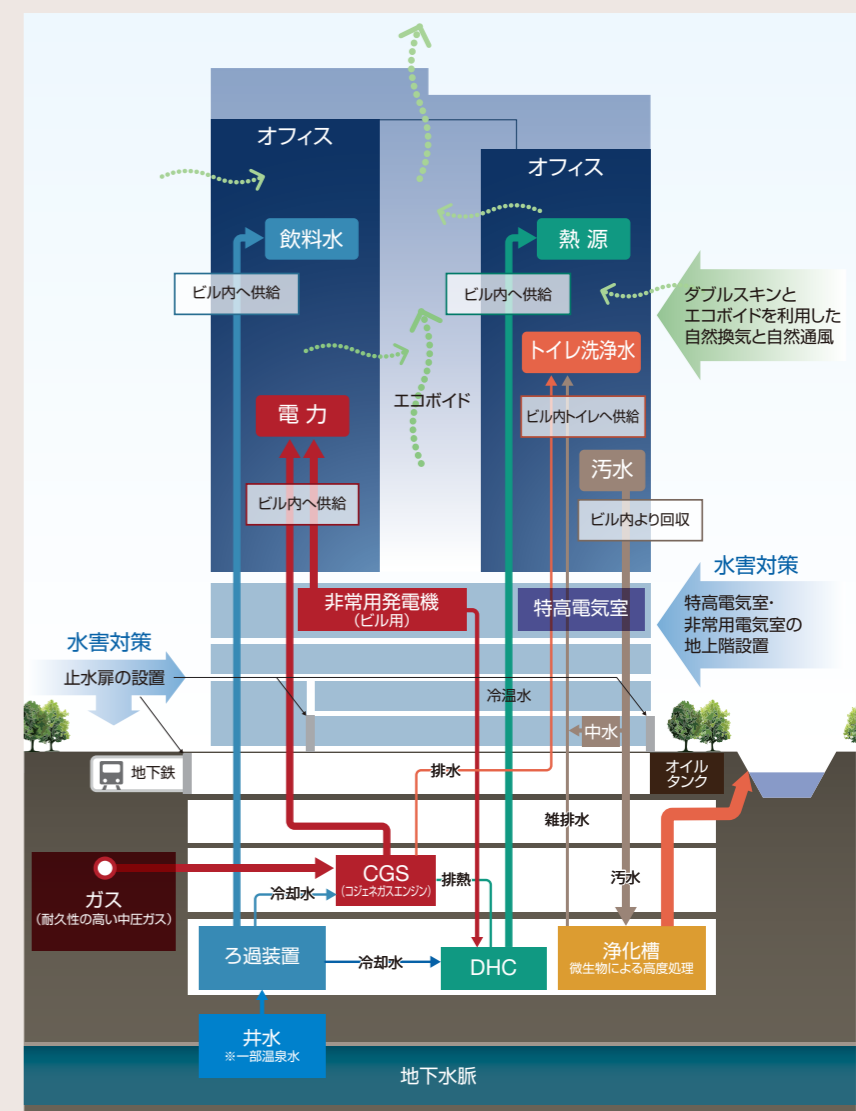 オフィス
オフィス
飲料水
熱 源
ビル内へ供給
ビル内へ供給
ダブルスキンと
エコボイドを利用した
自然換気と自然通風
トイレ洗浄水
エコボイド
電 力
ビル内トイレへ供給
汚水
ビル内へ供給
ビル内より回収
水害対策
非常用発電機
(ビル用)
特高電気室
特高電気室・
非常用電気室の
地上階設置
水害対策
止水扉の設置
冷温水
中水
地下鉄
排水
オイル
タンク
雑排水
CGS
(コジェネガスエンジン)
排熱
汚水
ガス
(耐久性の高い中圧ガス)
冷却水
ろ過装置
冷却水
DHC
浄化槽
微生物による高度処理
井水
※一部温泉水
地下水脈